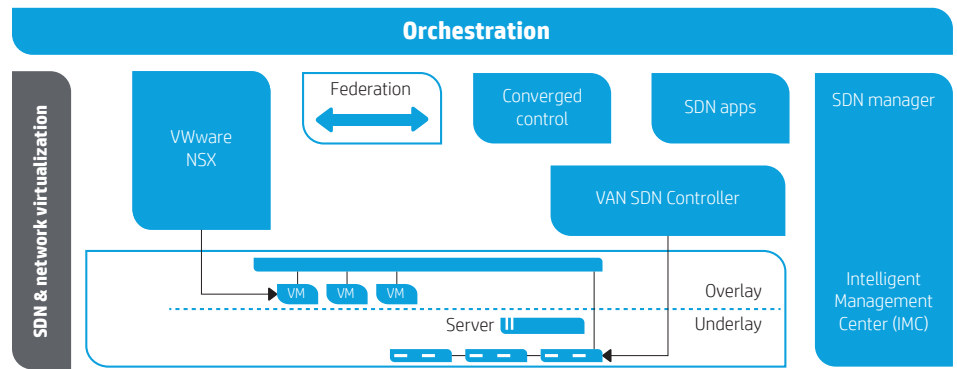 Orchestration
SDN & network virtualization
VWware
NSX
Federation
Converged
control
SDN apps
SDN manager
VAN SDN Controller
VM
VM
VM
Overlay
Server
Underlay
Intelligent
Management
Center (IMC)